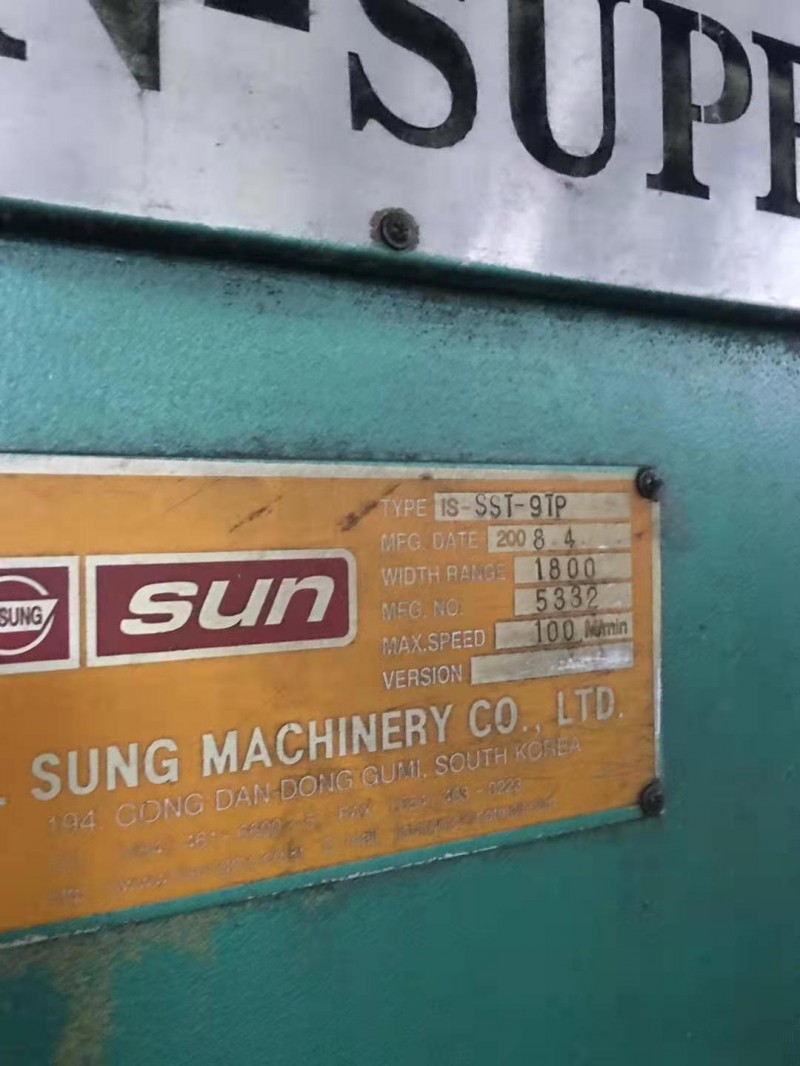 N-SUPE
TYPE IS-SST-9TP
MFG. DATE 2008.4.
WIDTH RANGE 1800
MFG. NO. 5332
MAX.SPEED 100 M/min
VERSION
SUNG
sun
SUNG MACHINERY CO., LTD.
194 GONG DAN-DONG GUMI, SOUTH KOREA
FAX